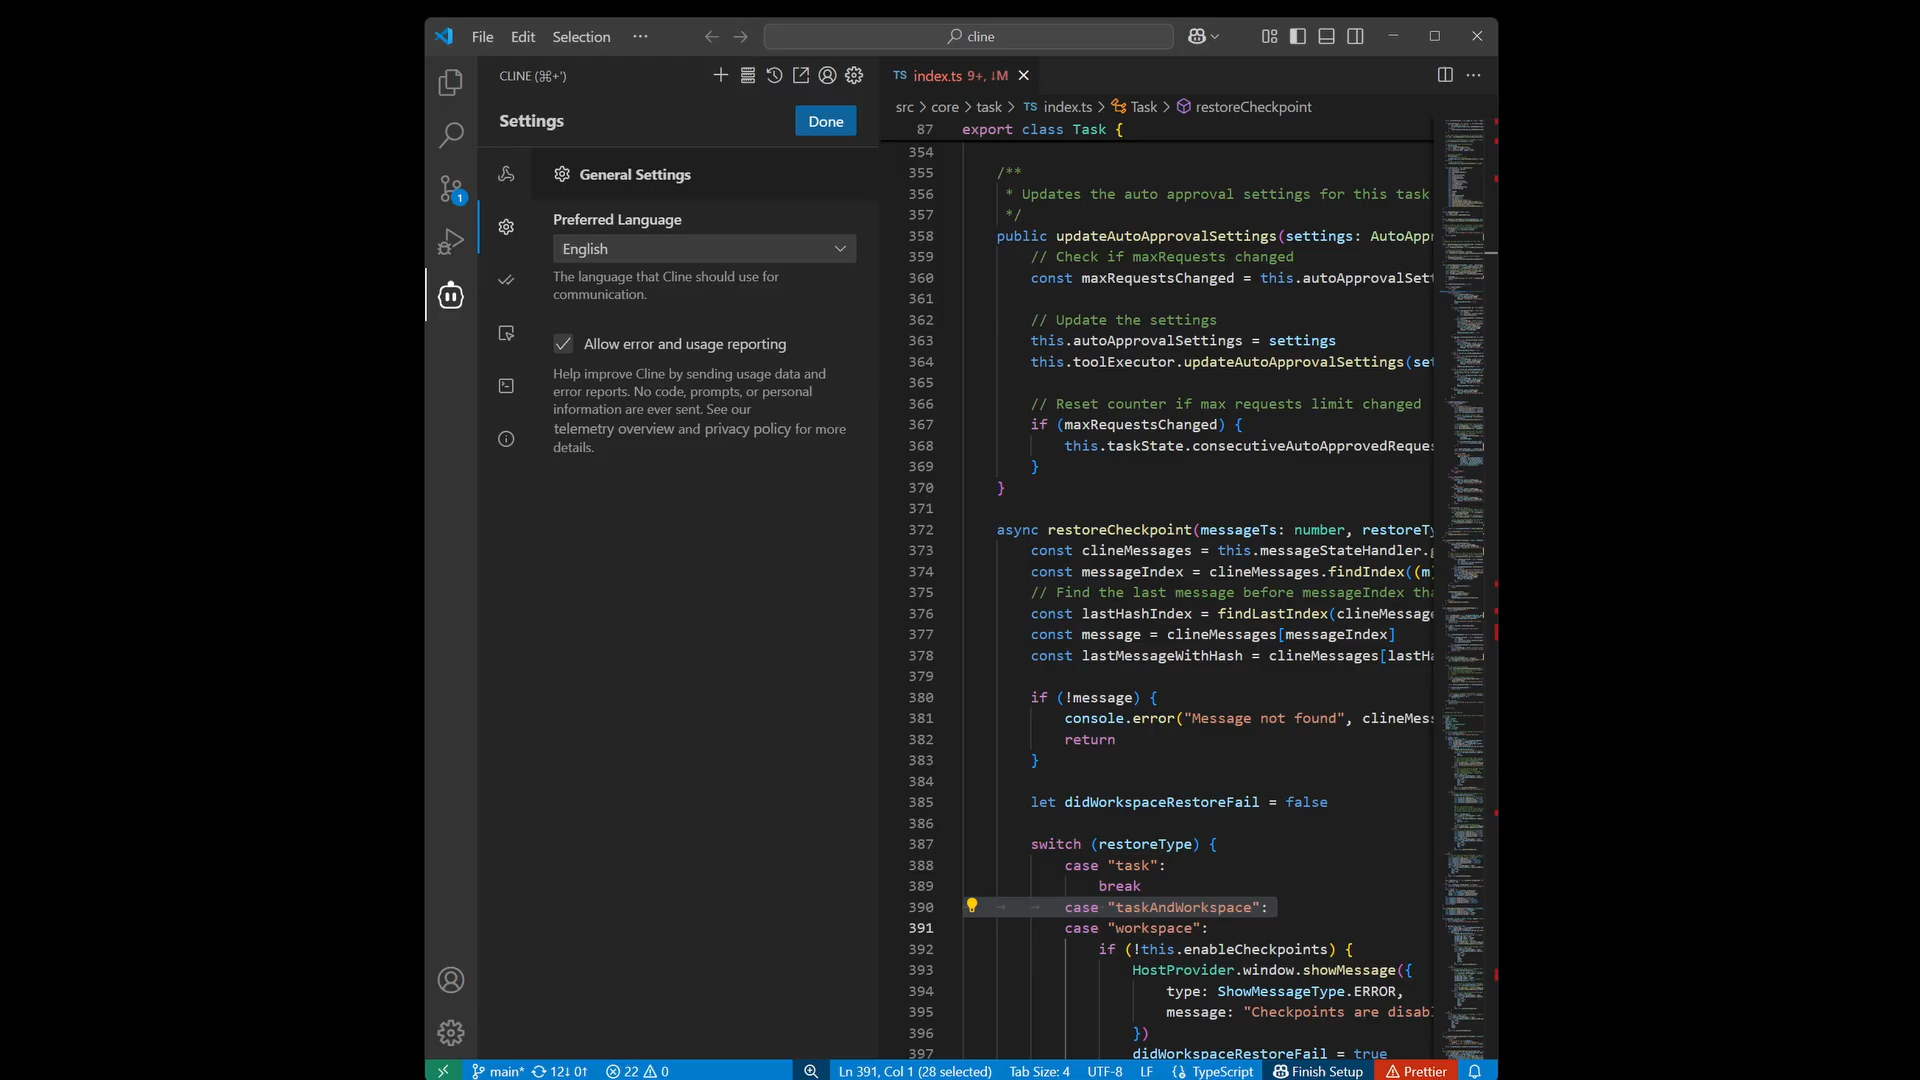 File Edit Selection ···
cline
CLINE (⌘+')
Settings
Done
General Settings
Preferred Language
English
The language that Cline should use for
communication.
Allow error and usage reporting
Help improve Cline by sending usage data and
error reports. No code, prompts, or personal
information are ever sent. See our
telemetry overview and privacy policy for more
details.
1
TS index.ts 9+, ↓M
src > core > task > TS index.ts > Task > restoreCheckpoint
87 export class Task {
354
355 /**
356 * Updates the auto approval settings for this task
357 */
358 public updateAutoApprovalSettings(settings: AutoAppr
359 // Check if maxRequests changed
360 const maxRequestsChanged = this.autoApprovalSett
361
362 // Update the settings
363 this.autoApprovalSettings = settings
364 this.toolExecutor.updateAutoApprovalSettings(set
365
366 // Reset counter if max requests limit changed
367 if (maxRequestsChanged) {
368 this.taskState.consecutiveAutoApprovedReques
369 }
370 }
371
372 async restoreCheckpoint(messageTs: number, restoreTy
373 const clineMessages = this.messageStateHandler.g
374 const messageIndex = clineMessages.findIndex((m)
375 // Find the last message before messageIndex tha
376 const lastHashIndex = findLastIndex(clineMessage
377 const message = clineMessages[messageIndex]
378 const lastMessageWithHash = clineMessages[lastHa
379
380 if (!message) {
381 console.error("Message not found", clineMess
382 return
383 }
384
385 let didWorkspaceRestoreFail = false
386
387 switch (restoreType) {
388 case "task":
389 break
390 case "taskAndWorkspace":
391 case "workspace":
392 if (!this.enableCheckpoints) {
393 HostProvider.window.showMessage({
394 type: ShowMessageType.ERROR,
395 message: "Checkpoints are disabl
396 })
397 didWorkspaceRestoreFail = true
main* 12↓ 0↑ 22 0 Ln 391, Col 1 (28 selected) Tab Size: 4 UTF-8 LF {} TypeScript Finish Setup Prettier